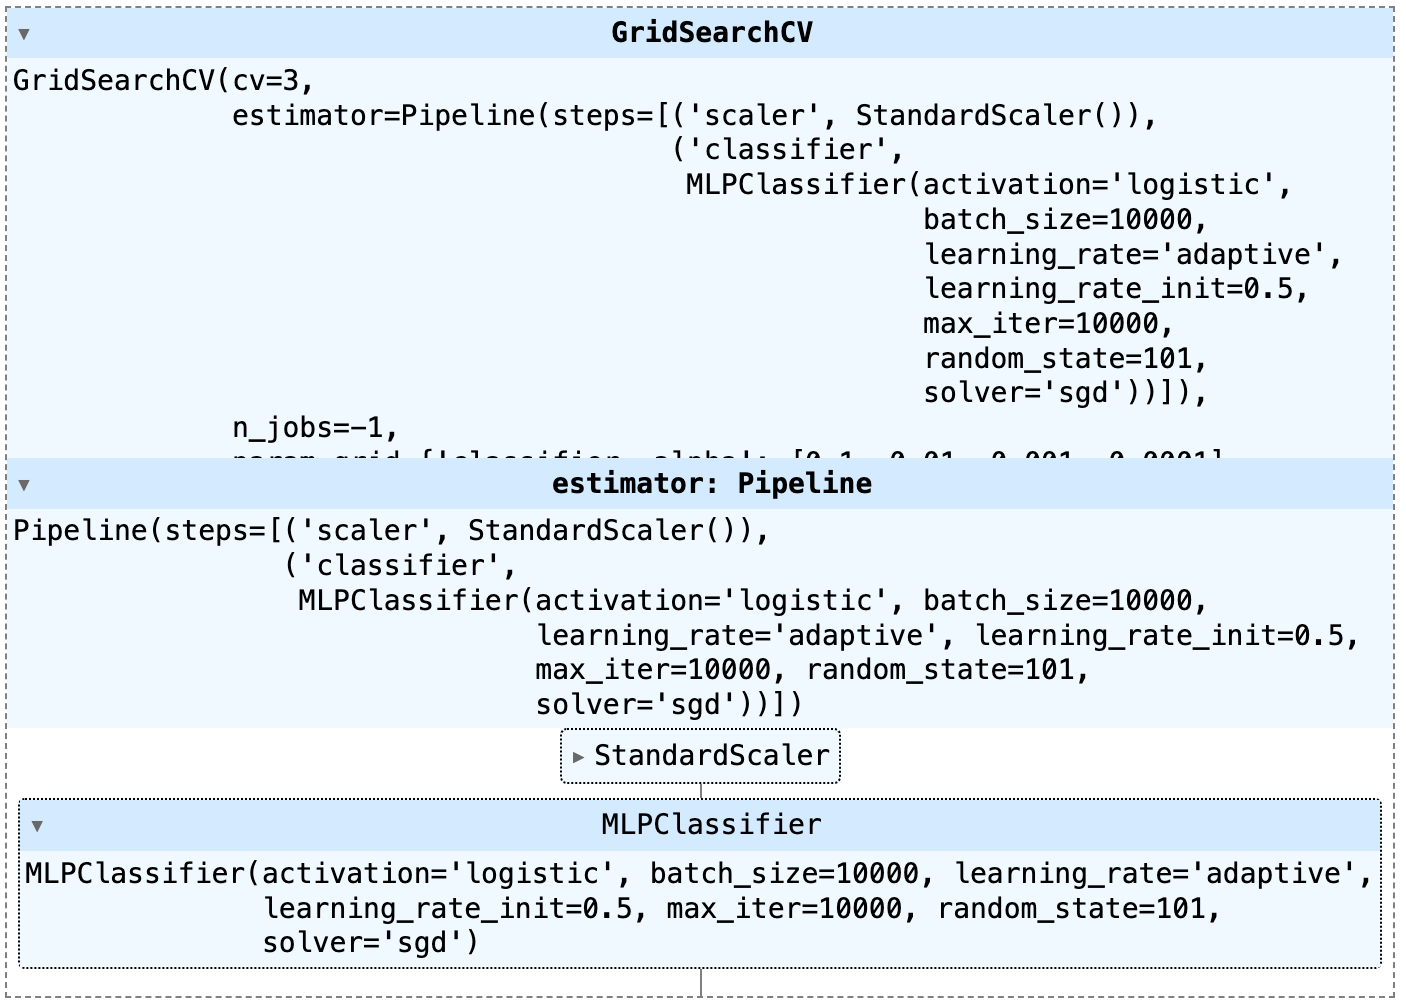 GridSearchCV
GridSearchCV(cv=3,
estimator=Pipeline(steps=[('scaler', StandardScaler()),
('classifier',
MLPClassifier(activation='logistic',
batch_size=10000,
learning_rate='adaptive',
learning_rate_init=0.5,
max_iter=10000,
random_state=101,
solver='sgd'))]),
n_jobs=-1,
estimator: Pipeline
Pipeline(steps=[('scaler', StandardScaler()),
('classifier',
MLPClassifier(activation='logistic', batch_size=10000,
learning_rate='adaptive', learning_rate_init=0.5,
max_iter=10000, random_state=101,
solver='sgd'))])
StandardScaler
MLPClassifier
MLPClassifier(activation='logistic', batch_size=10000, learning_rate='adaptive',
learning_rate_init=0.5, max_iter=10000, random_state=101,
solver='sgd')